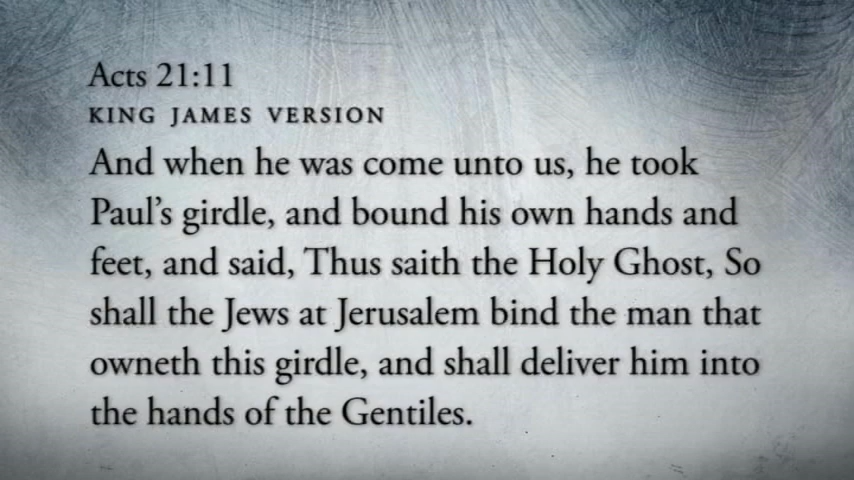 Acts 21:11
KING JAMES VERSION
And when he was come unto us, he took
Paul’s girdle, and bound his own hands and
feet, and said, Thus saith the Holy Ghost, So
shall the Jews at Jerusalem bind the man that
owneth this girdle, and shall deliver him into
the hands of the Gentiles.